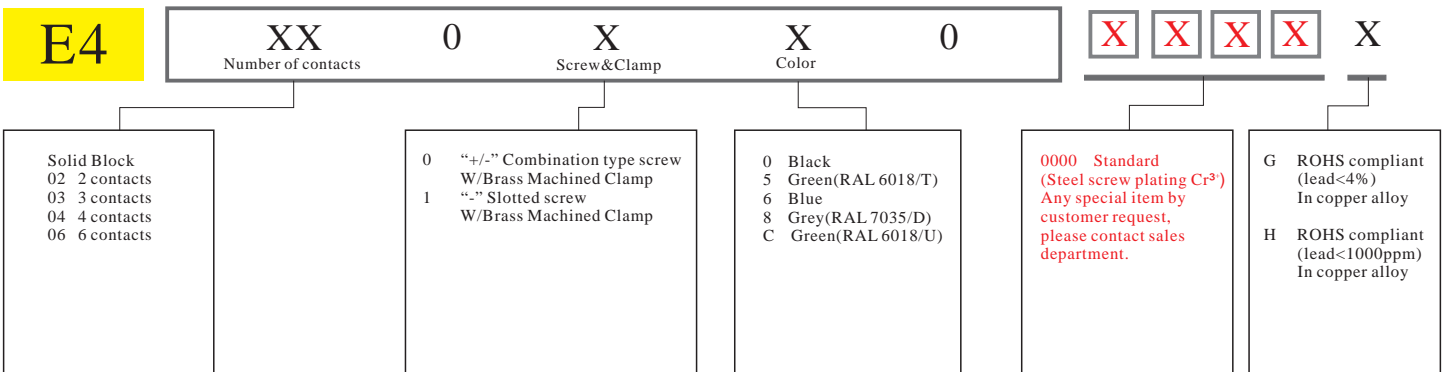 E4 XX 0 X X 0 X X X X X
Number of contacts Screw&Clamp Color
Solid Block
02 2 contacts
03 3 contacts
04 4 contacts
06 6 contacts
0 “+/-” Combination type screw
W/Brass Machined Clamp
1 “-” Slotted screw
W/Brass Machined Clamp
0 Black
5 Green(RAL 6018/T)
6 Blue
8 Grey(RAL 7035/D)
C Green(RAL 6018/U)
0000 Standard
(Steel screw plating Cr³⁺)
Any special item by
customer request,
please contact sales
department.
G ROHS compliant
(lead<4%)
In copper alloy
H ROHS compliant
(lead<1000ppm)
In copper alloy